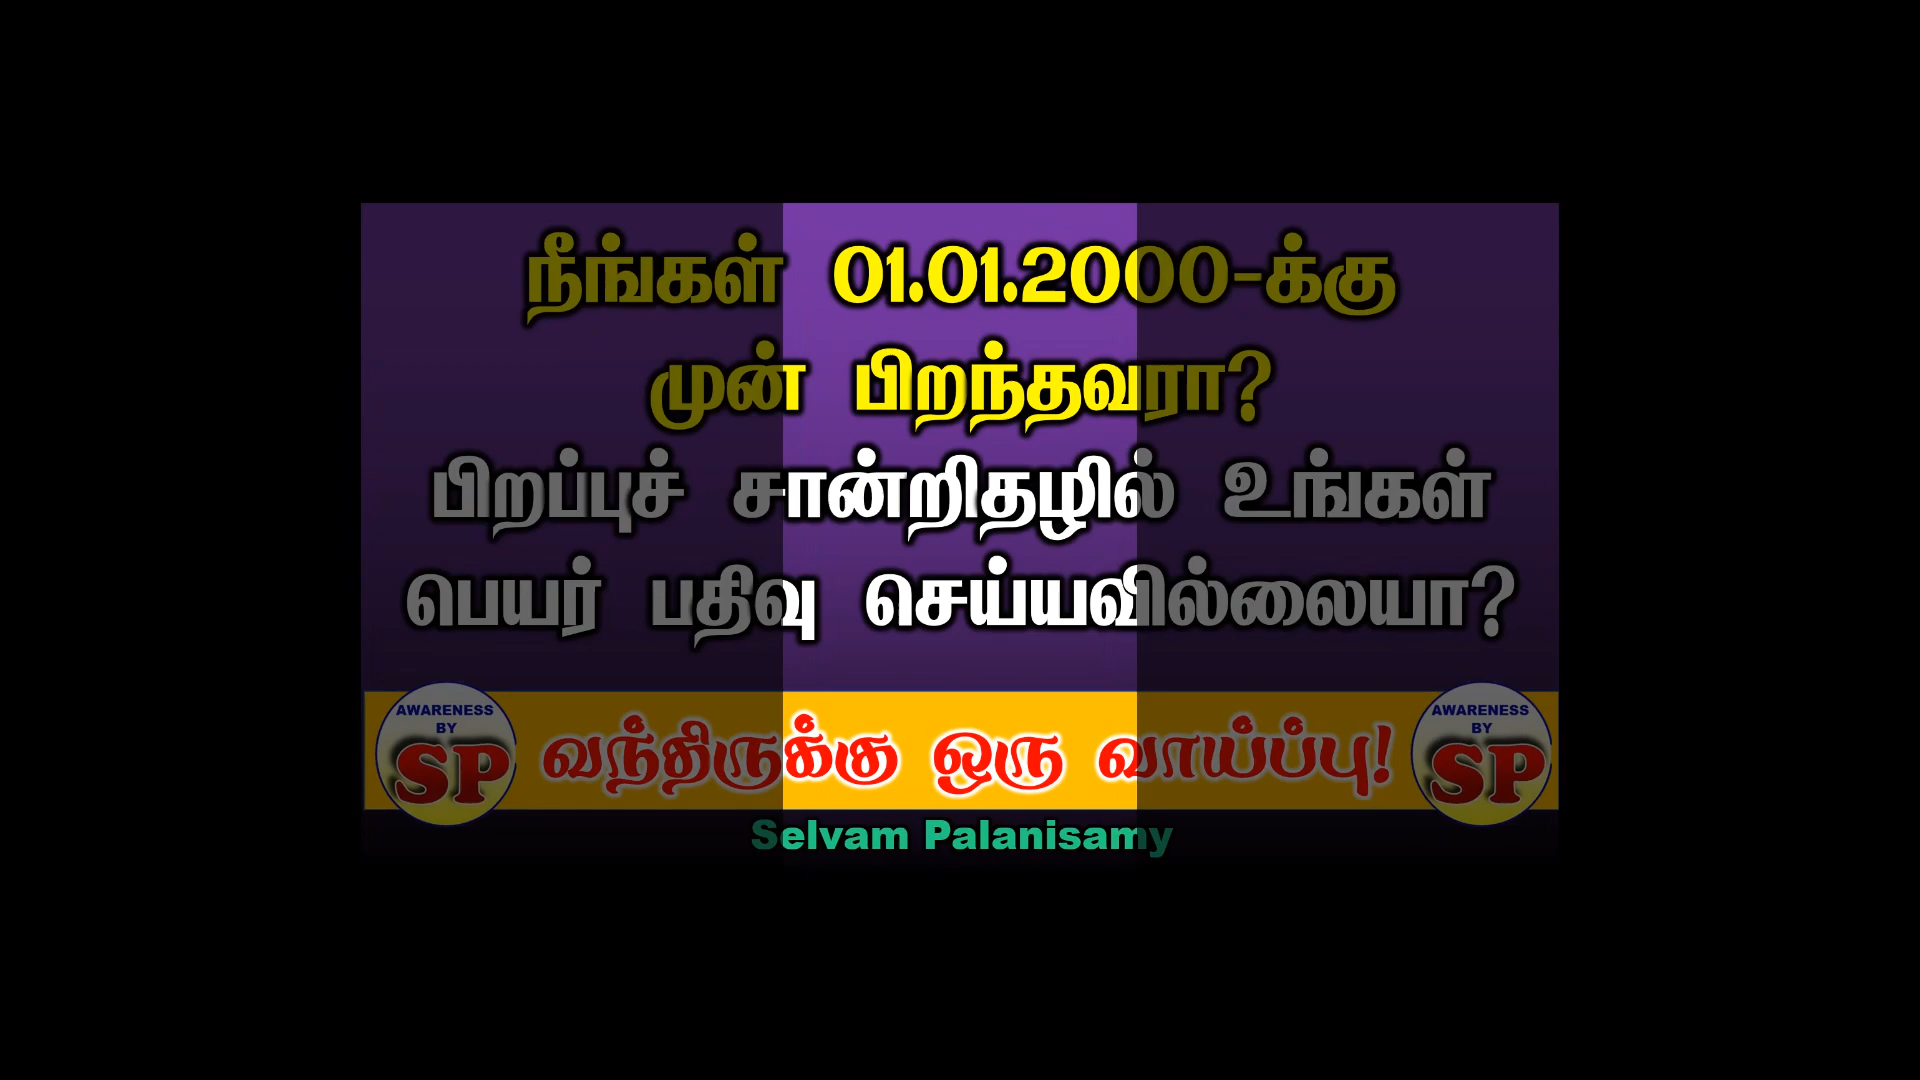 நீங்கள் 01.01.2000-க்கு
முன் பிறந்தவரா?
பிறப்புச் சான்றிதழில் உங்கள்
பெயர் பதிவு செய்யவில்லையா?
AWARENESS
BY
SP
வந்திருக்கு ஒரு வாய்ப்பு!
AWARENESS
BY
SP
Selvam Palanisamy